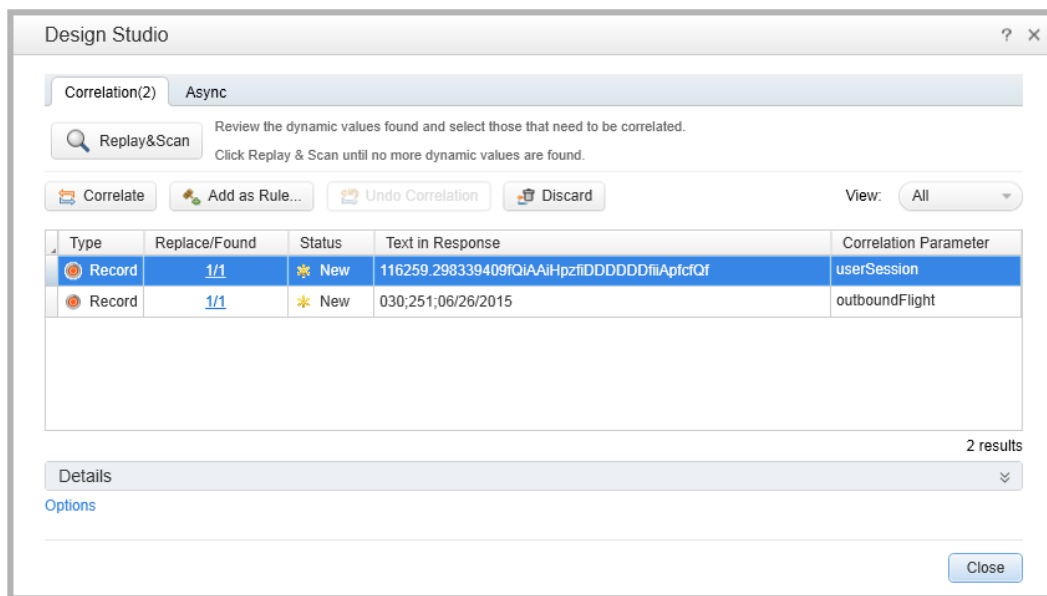 Design Studio ? ×
Correlation(2) Async
Replay&Scan
Review the dynamic values found and select those that need to be correlated.
Click Replay & Scan until no more dynamic values are found.
Correlate Add as Rule... Undo Correlation Discard View: All
Type Replace/Found Status Text in Response Correlation Parameter
Record 1/1 New 116259.298339409fQiAAiHpzfiDDDDDDfiiApfcfQf userSession
Record 1/1 New 030;251;06/26/2015 outboundFlight
2 results
Details
Options
Close